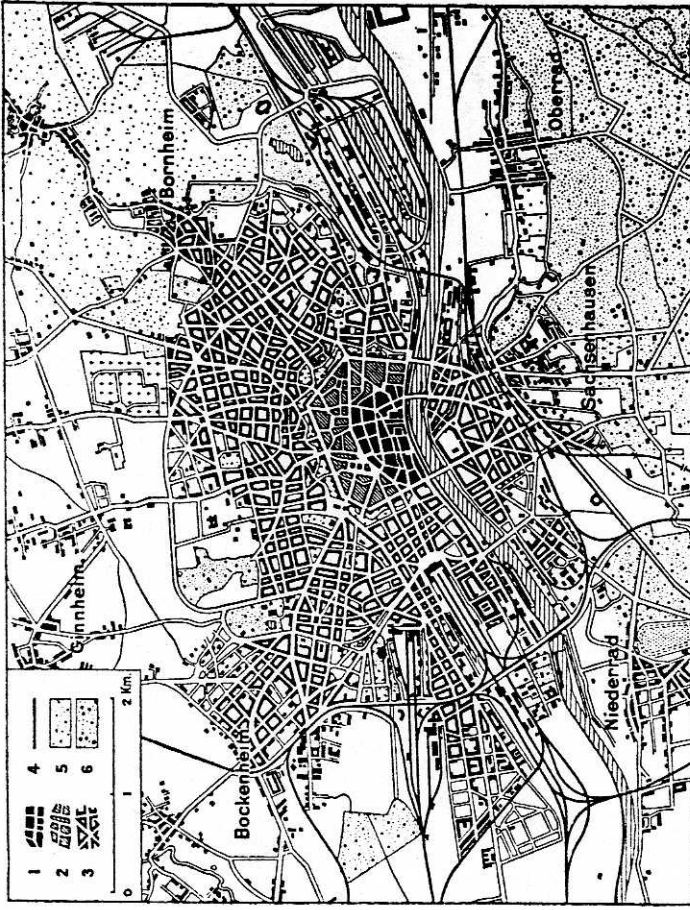 1
2
3
4
5
6
0 1 2 Km.
Ginnheim
Bockenheim
Bornheim
Oberrad
Sachsenhausen
Niederrad